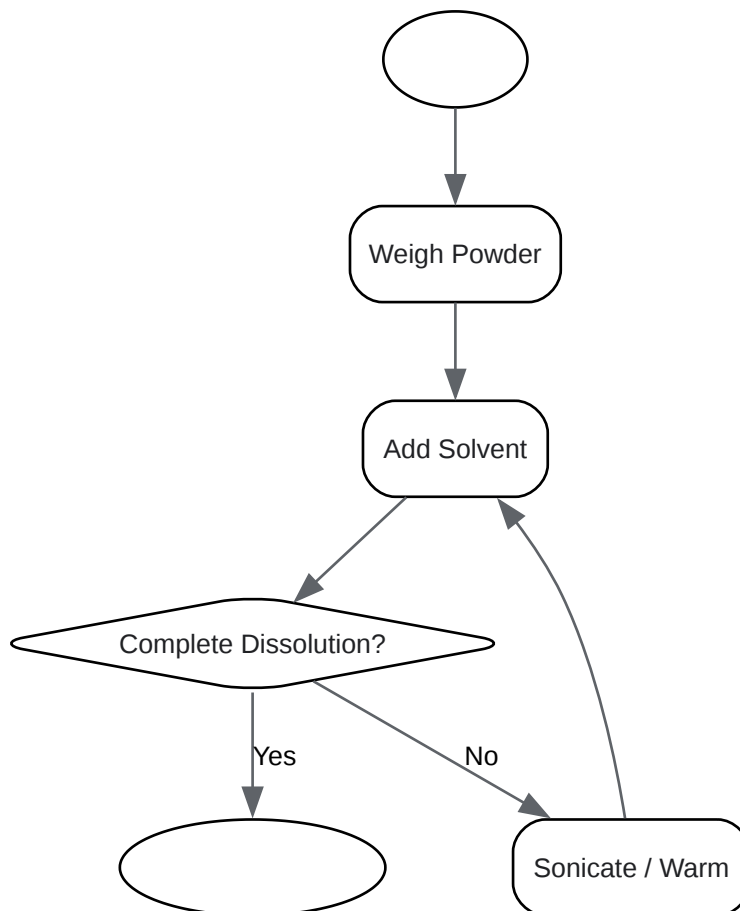 Weigh Powder
Add Solvent
Complete Dissolution?
Yes
No
Sonicate / Warm